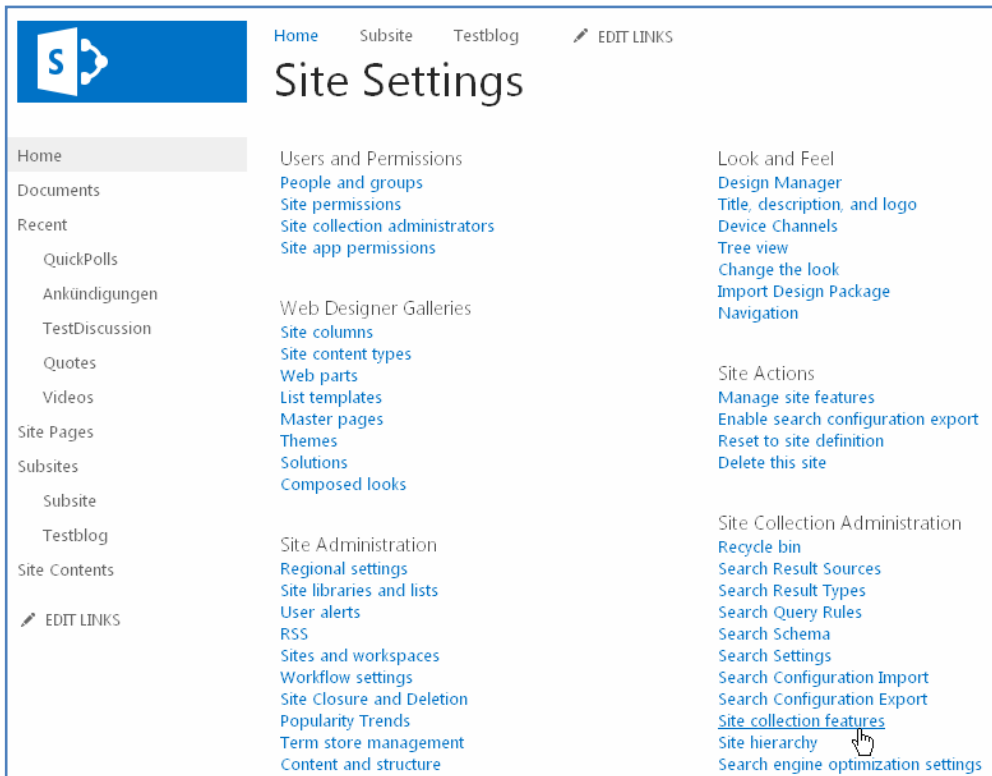 S
Home Subsite Testblog EDIT LINKS
Site Settings
Home
Documents
Recent
QuickPolls
Ankündigungen
TestDiscussion
Quotes
Videos
Site Pages
Subsites
Subsite
Testblog
Site Contents
EDIT LINKS
Users and Permissions
People and groups
Site permissions
Site collection administrators
Site app permissions
Web Designer Galleries
Site columns
Site content types
Web parts
List templates
Master pages
Themes
Solutions
Composed looks
Site Administration
Regional settings
Site libraries and lists
User alerts
RSS
Sites and workspaces
Workflow settings
Site Closure and Deletion
Popularity Trends
Term store management
Content and structure
Look and Feel
Design Manager
Title, description, and logo
Device Channels
Tree view
Change the look
Import Design Package
Navigation
Site Actions
Manage site features
Enable search configuration export
Reset to site definition
Delete this site
Site Collection Administration
Recycle bin
Search Result Sources
Search Result Types
Search Query Rules
Search Schema
Search Settings
Search Configuration Import
Search Configuration Export
Site collection features
Site hierarchy
Search engine optimization settings